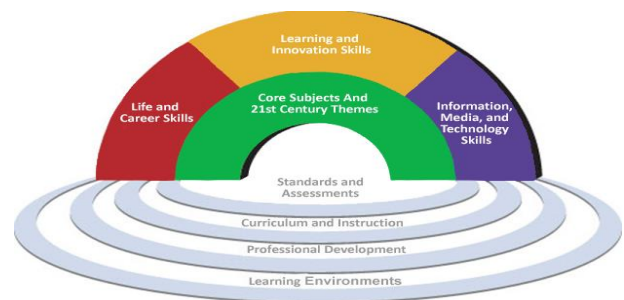 Learning and
Innovation Skills
Life and
Career Skills
Core Subjects And
21st Century Themes
Information,
Media, and
Technology
Skills
Standards and
Assessments
Curriculum and Instruction
Professional Development
Learning Environments